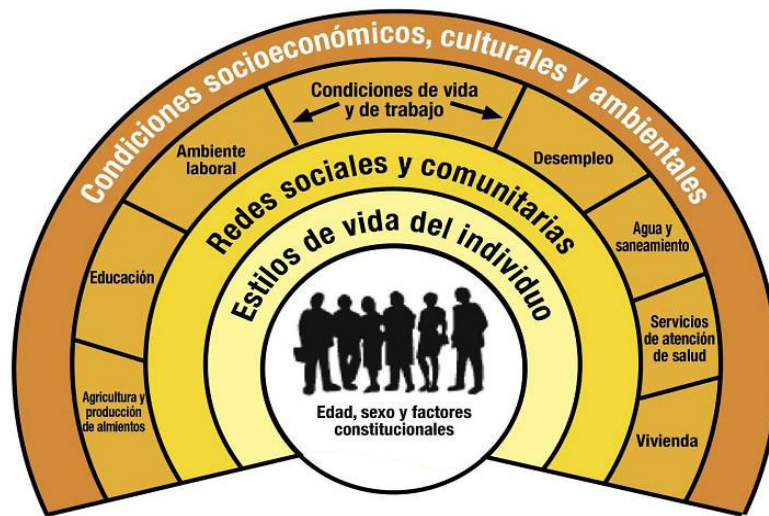 Condiciones socioeconómicos, culturales y ambientales
Condiciones de vida
y de trabajo
Ambiente
laboral
Desempleo
Redes sociales y comunitarias
Educación
Agua y
saneamiento
Estilos de vida del individuo
Servicios
de atención
de salud
Agricultura y
producción
de almientos
Edad, sexo y factores
constitucionales
Vivienda